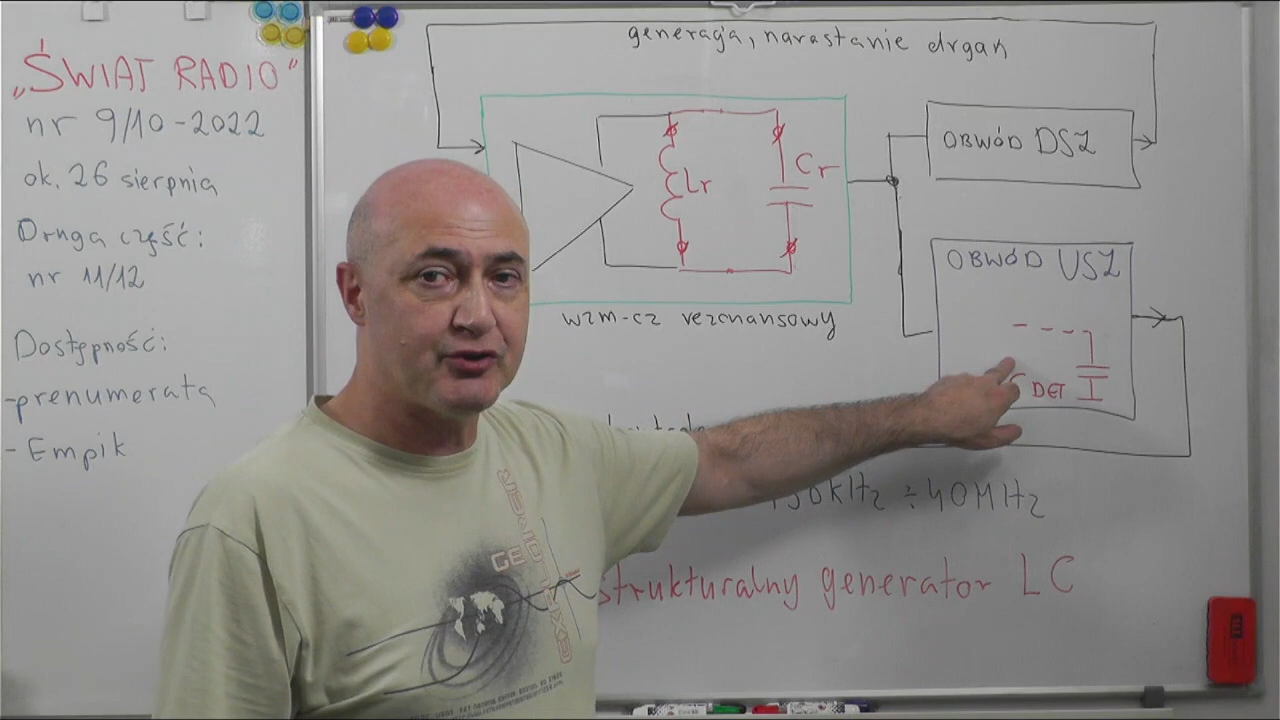 „ŚWIAT RADIO”
nr 9/10-2022
ok. 26 sierpnia
Druga część:
nr 11/12
Dostępność:
-prenumerata
- Empik
generacja, narastanie drgań
Lr
Cr
OBWÓD DSZ
OBWÓD USZ
DET
wzm-cz rezonansowy
÷40MHz
strukturalny generator LC